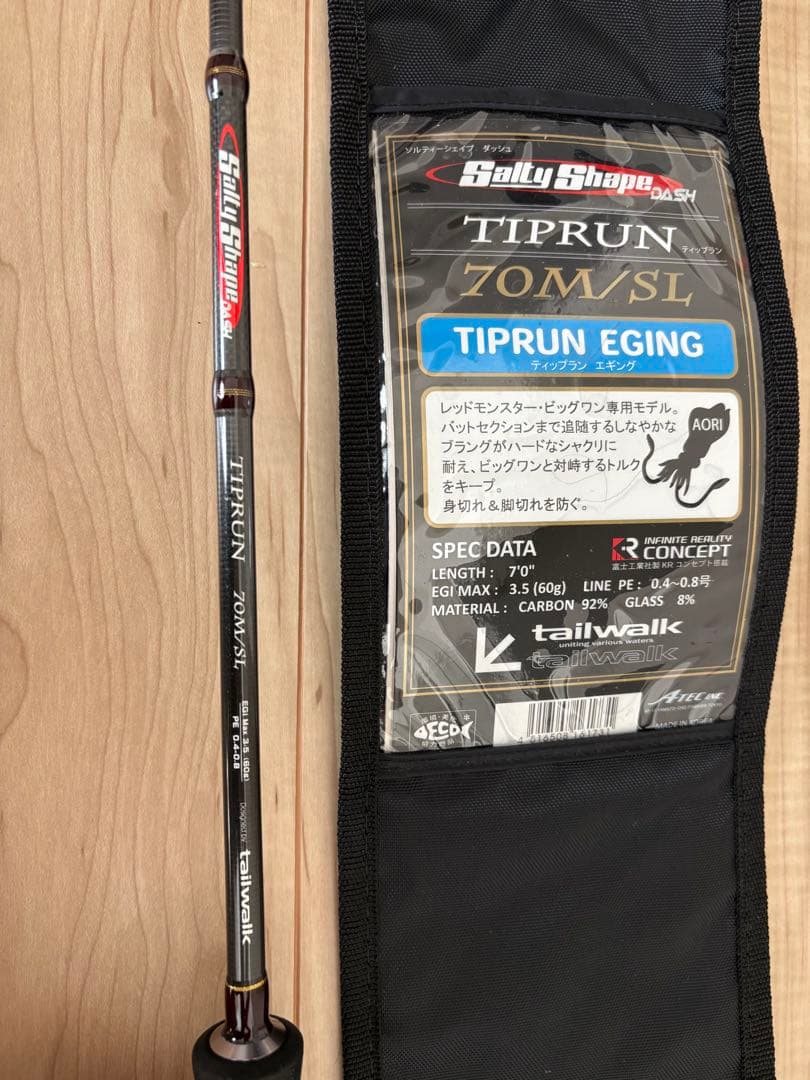 Salty Shape
DASH
TIPRUN 70M/SL
EGI Max 3.5 (60g)
PE 0.4-0.8
Designed by
tailwalk
ソルティーシェイプ ダッシュ
Salty Shape
DASH
TIPRUN
ティップラン
70M/SL
TIPRUN EGING
ティップラン エギング
レッドモンスター・ビッグワン専用モデル。
バットセクションまで追随するしなやかな
ブランクがハードなシャクリに
耐え、ビッグワンと対峙するトルク
をキープ。
身切れ&脚切れを防ぐ。
AORI
SPEC DATA
KR INFINITE REALITY
CONCEPT
富士工業社製 KR コンセプト搭載
LENGTH : 7'0"
EGI MAX : 3.5 (60g) LINE PE : 0.4~0.8号
MATERIAL : CARBON 92% GLASS 8%
tailwalk
uniting various waters
tailwalk
ECO
A-TEC INC.
MADE IN KOREA